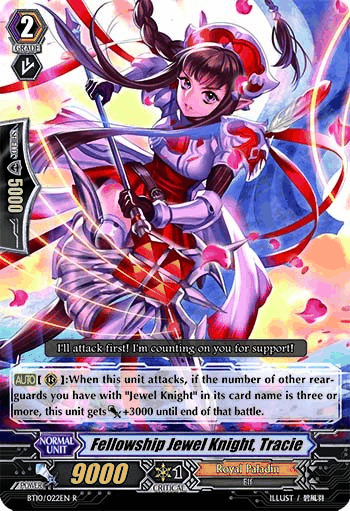 2
GRADE
SHIELD
5000
I'll attack first! I'm counting on you for support!
AUTO [ ]:When this unit attacks, if the number of other rear-
guards you have with "Jewel Knight" in its card name is three or
more, this unit gets +3000 until end of that battle.
NORMAL
UNIT
Fellowship Jewel Knight, Tracie
POWER
9000
1
CRITICAL
Royal Paladin
Elf
BT10/022EN R
ILLUST / 碧風羽